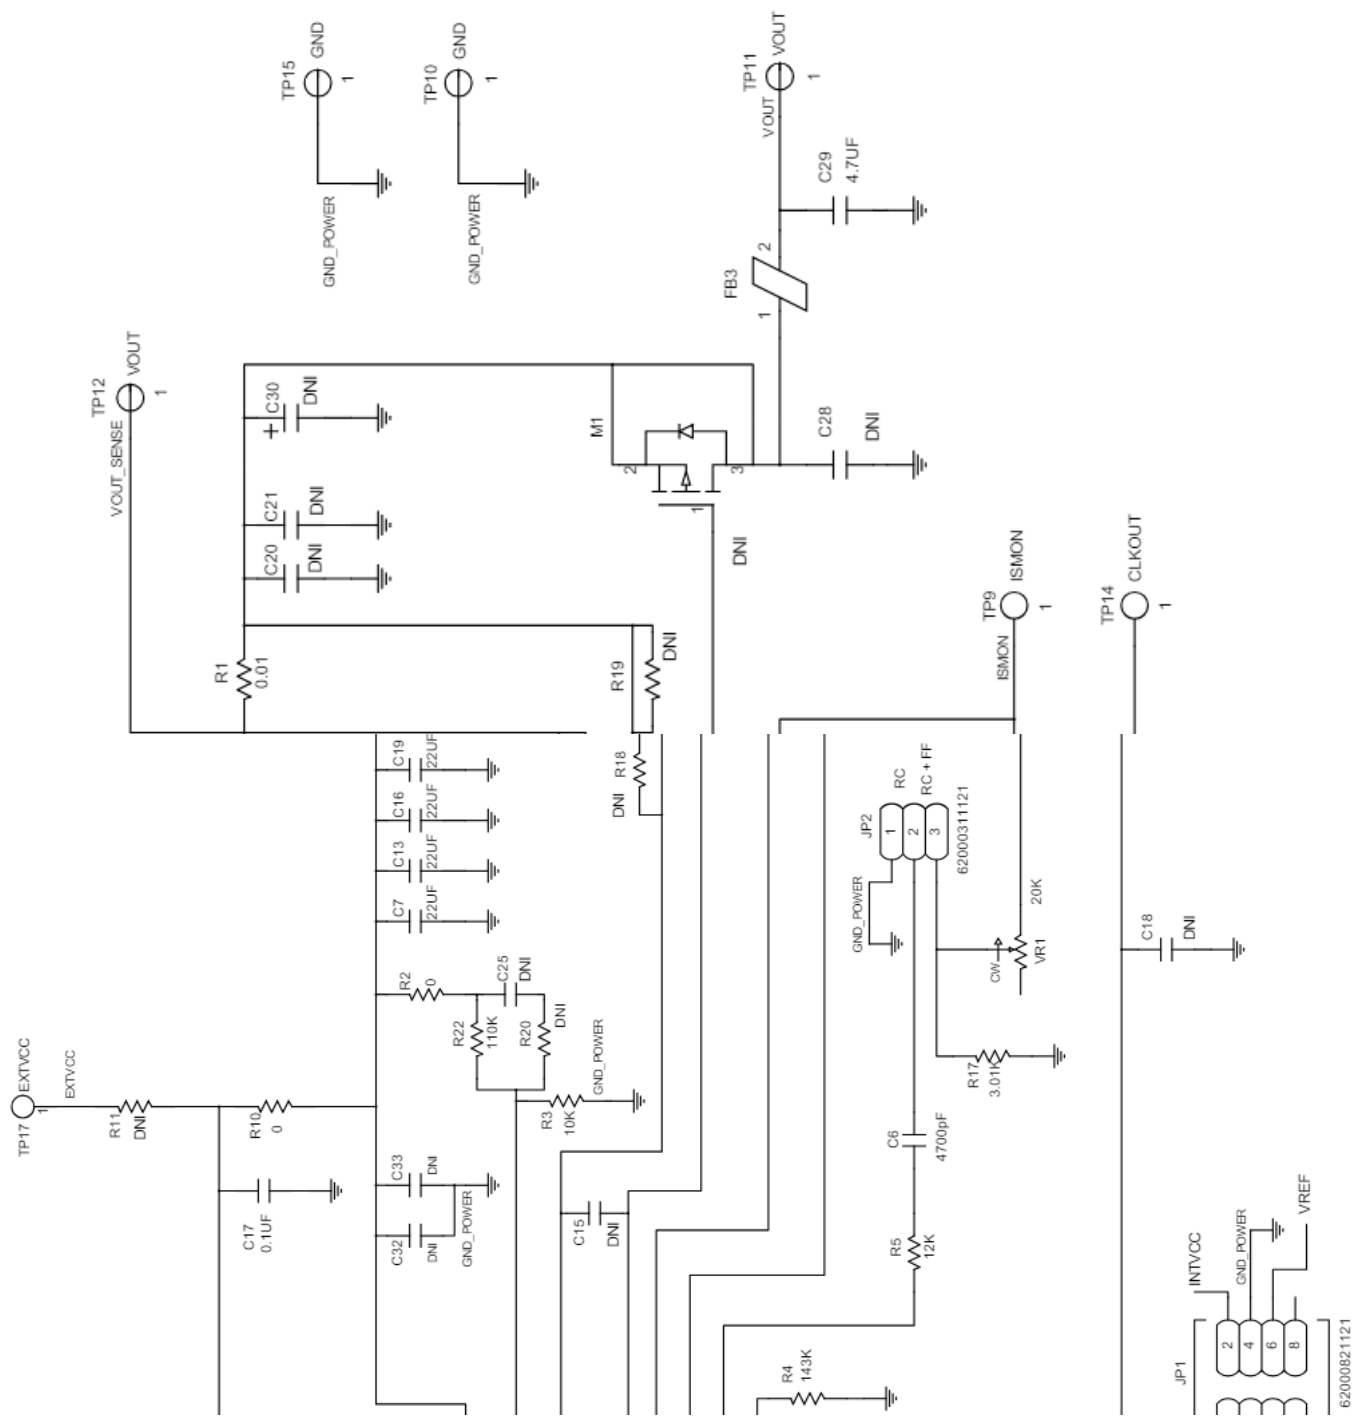 TP15
GND
1
GND_POWER
TP10
GND
1
GND_POWER
TP11
VOUT
1
VOUT
C29
4.7UF
FB3
1
2
TP12
VOUT
1
VOUT_SENSE
C30
DNI
+
C21
DNI
C20
DNI
M1
2
3
1
DNI
C28
DNI
R1
0.01
R19
DNI
TP9
ISMON
1
ISMON
TP14
CLKOUT
1
C19
22UF
C16
22UF
C13
22UF
C7
22UF
R18
DNI
JP2
1
2
3
RC
RC + FF
62000311121
GND_POWER
20K
CW
VR1
C18
DNI
R2
0
C25
DNI
R22
110K
R20
DNI
R3
10K
GND_POWER
R17
3.01K
TP17
EXTVCC
1
EXTVCC
R11
DNI
R10
0
C17
0.1UF
C33
DNI
C32
DNI
GND_POWER
C15
DNI
C6
4700pF
R5
12K
R4
143K
INTVCC
GND_POWER
VREF
JP1
2
4
6
8
62000821121